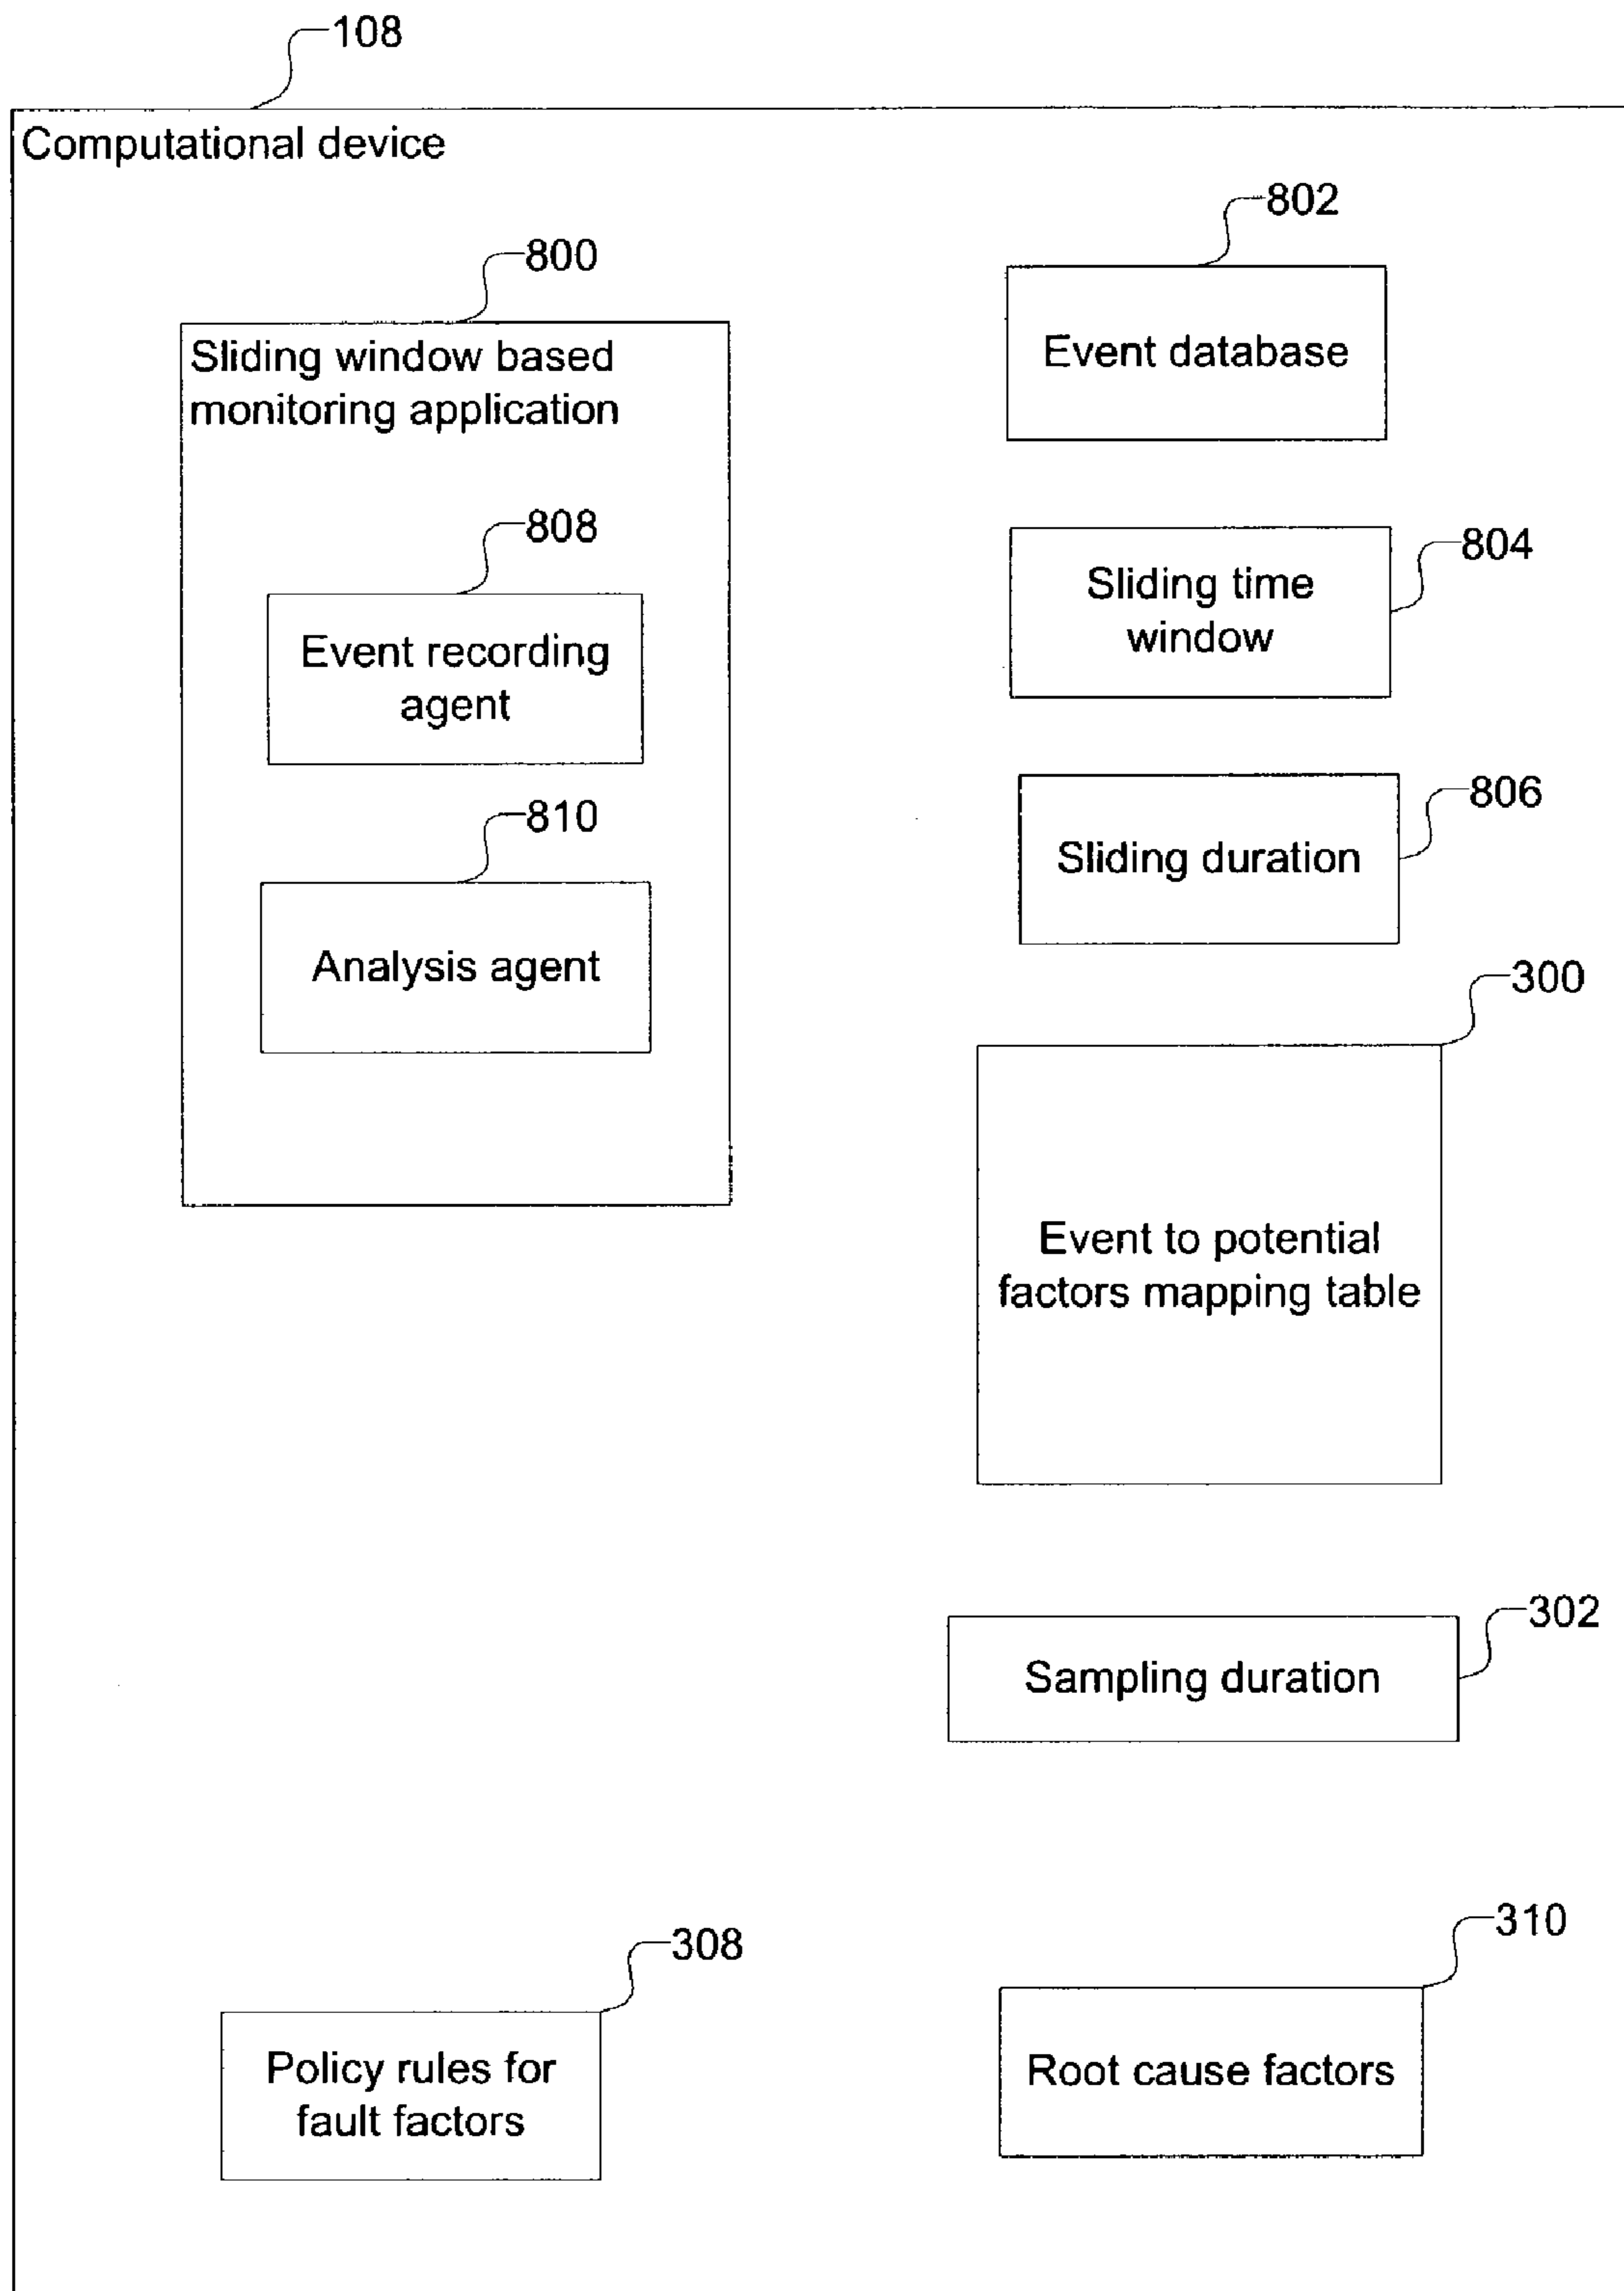 108
Computational device
802
800
Sliding window based
monitoring application
Event database
808
804
Sliding time
window
Event recording
agent
806
810
Sliding duration
Analysis agent
300
Event to potential
factors mapping table
302
Sampling duration
310
308
Root cause factors
Policy rules for
fault factors